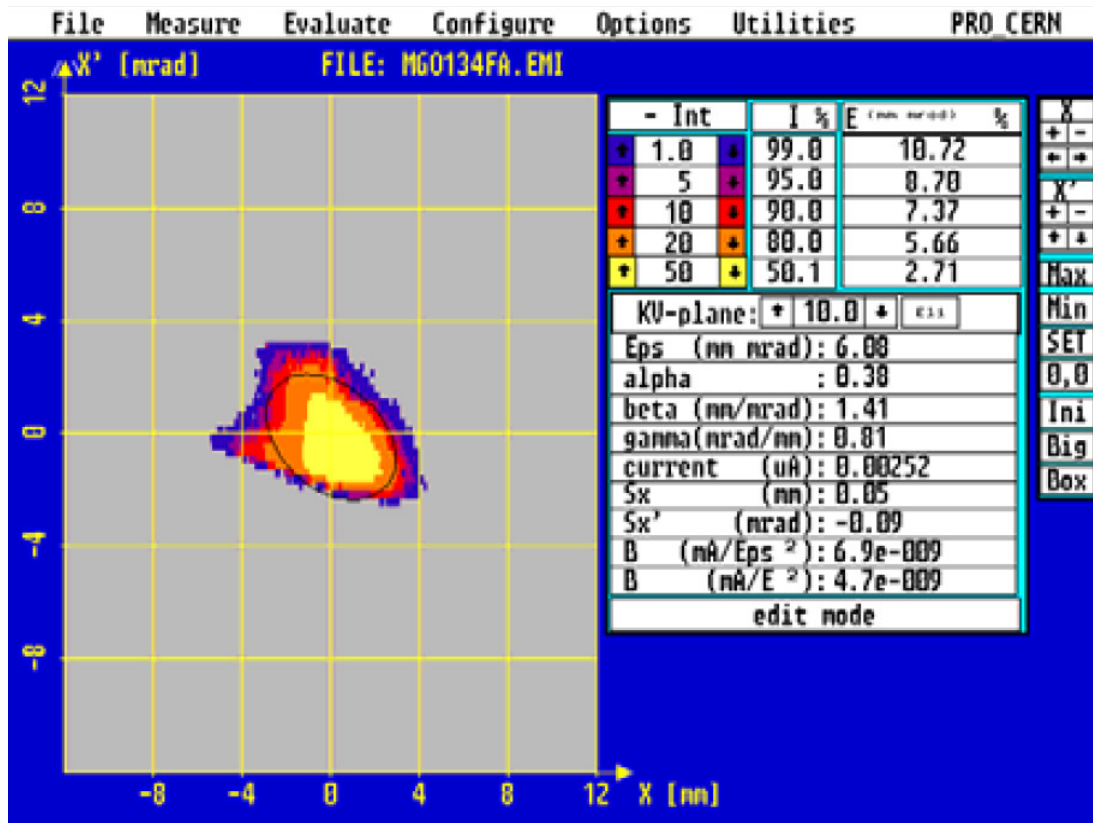 File Measure Evaluate Configure Options Utilities PRO_CERN
X' [mrad] FILE: MGO134FA.EMI
- Int I % E (mm mrad) %
1.0 99.0 10.72
5 95.0 8.70
10 90.0 7.37
20 80.0 5.66
50 50.1 2.71
KV-plane: 10.0 Ell
Eps (mm mrad): 6.08
alpha : 0.38
beta (mm/mrad): 1.41
gamma(mrad/mm): 0.81
current (uA): 0.00252
Sx (mm): 0.05
Sx' (mrad): -0.09
B (mA/Eps ²): 6.9e-009
B (mA/E ²): 4.7e-009
edit mode
X
+ -
← →
X'
+ -
↑ ↓
Max
Min
SET
0,0
Ini
Big
Box
12
8
4
0
-4
-8
-8 -4 0 4 8 12 X [mm]